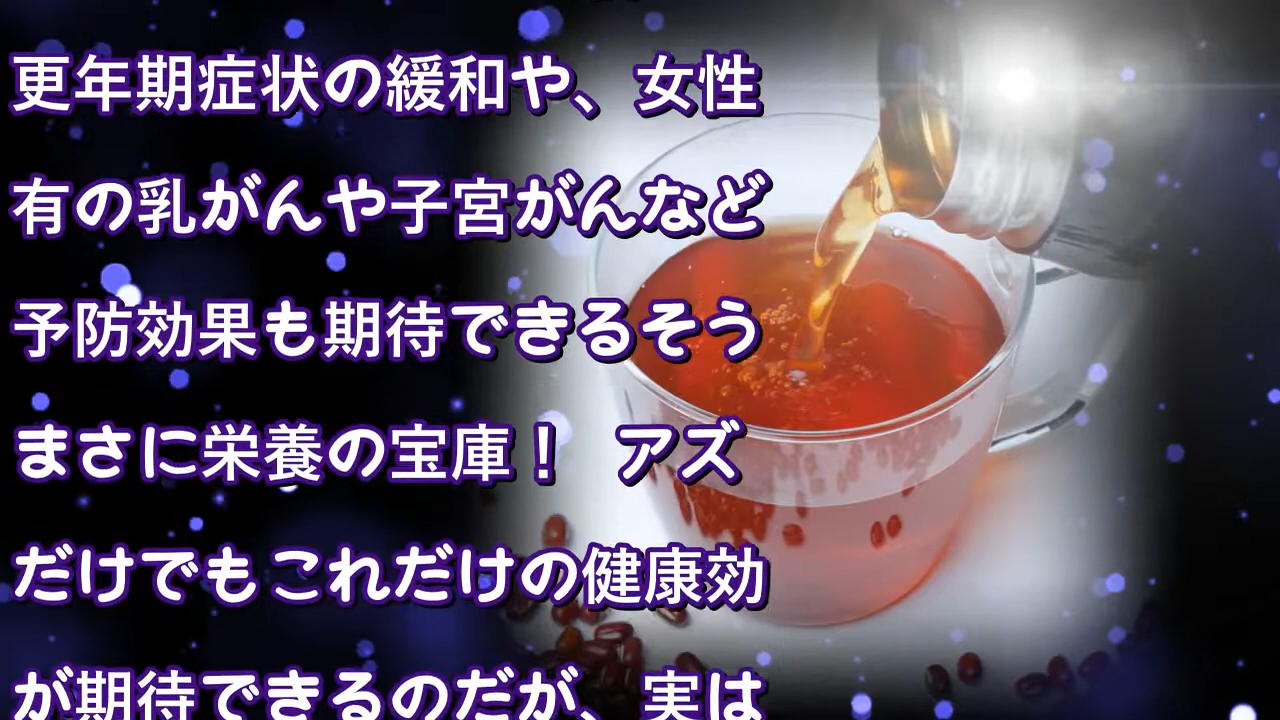 更年期症状の緩和や、女性
有の乳がんや子宮がんなど
予防効果も期待できるそう
まさに栄養の宝庫！　アズ
だけでもこれだけの健康効
が期待できるのだが、実は